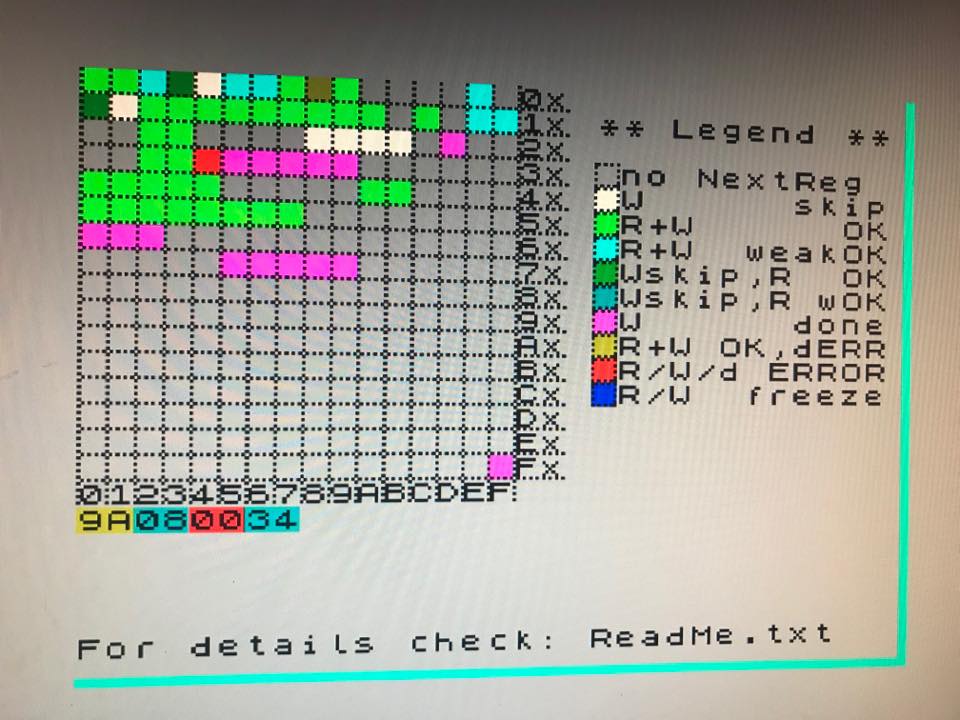 0x.
1x.
2x.
3x.
4x.
5x.
6x.
7x.
8x.
9x.
Ax.
Bx.
Cx.
Dx.
Ex.
Fx.
0123456789ABCDEF
9A080034
** Legend **
no NextReg
W skip
R+W OK
R+W weakOK
Wskip,R OK
Wskip,R wOK
W done
R+W OK,dERR
R/W/d ERROR
R/W freeze
For details check: ReadMe.txt